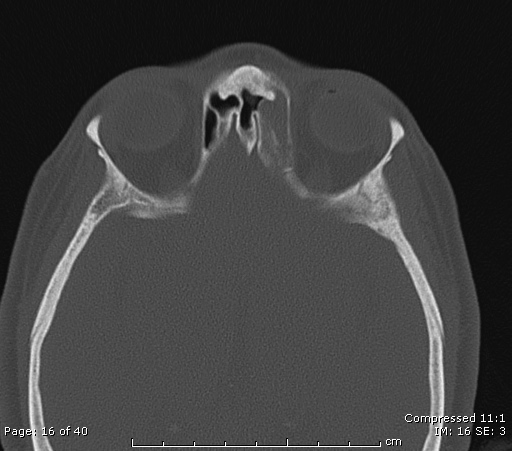 Compressed 11:1
Page: 16 of 40
IM: 16 SE: 3
cm